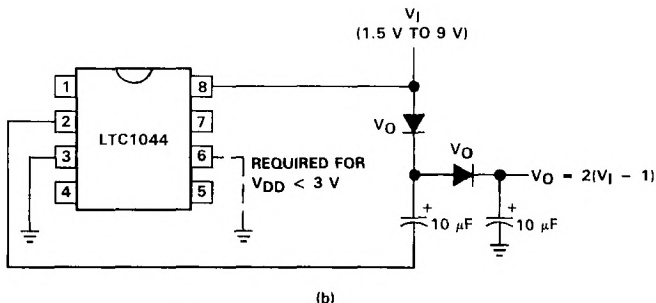 V_I
(1.5 V TO 9 V)
1
8
2
7
LTC1044
3
6
4
5
REQUIRED FOR
V_DD < 3 V
V_O
V_O
V_O = 2(V_I − 1)
+
10 µF
+
10 µF
(b)